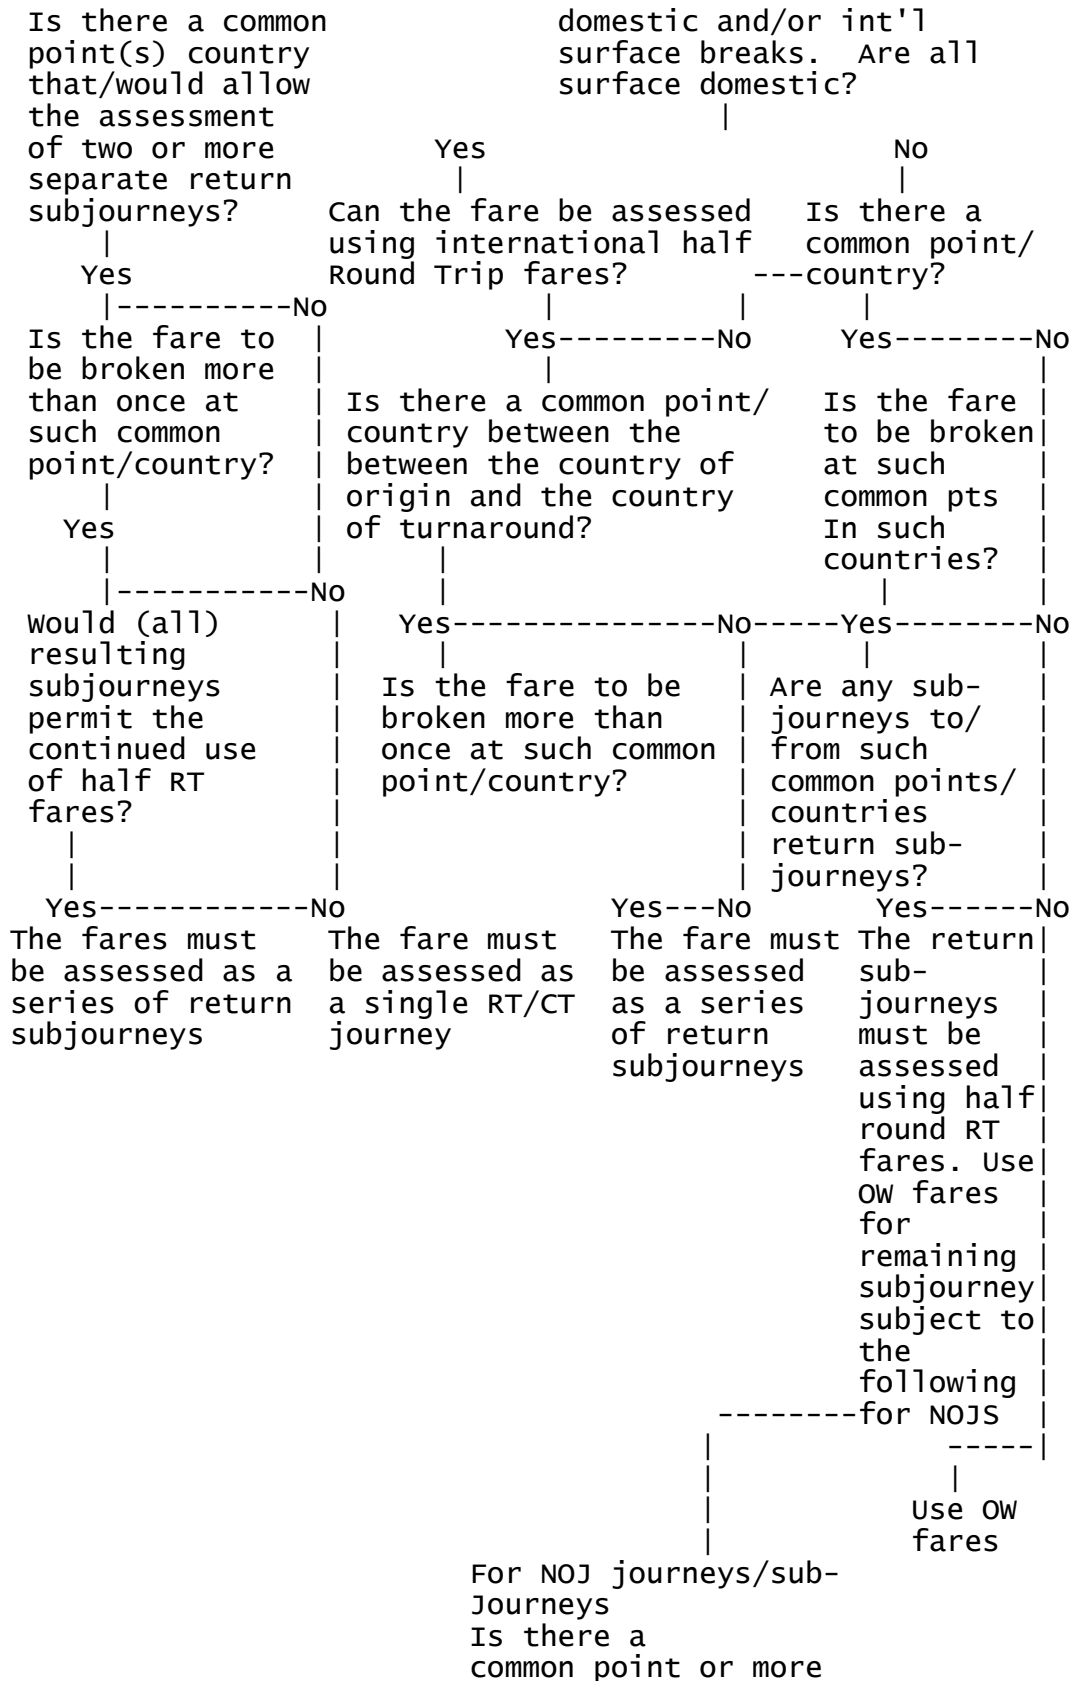 Is there a common             domestic and/or int'l
point(s) country              surface breaks.  Are all
that/would allow              surface domestic?
the assessment                         |
of two or more         Yes                       No
separate return         |                        |
subjourneys?     Can the fare be assessed   Is there a
    |            using international half   common point/
   Yes           Round Trip fares?       ---country?
    |----------No            |          |      |
Is the fare to  |          Yes---------No     Yes--------No
be broken more  |            |                           |
than once at    | Is there a common point/   Is the fare |
such common     | country between the        to be broken|
point/country?  | between the country of     at such     |
    |           | origin and the country     common pts  |
  Yes           | of turnaround?             In such     |
    |           |      |                     countries?  |
    |-----------No     |                        |        |
Would (all)      |   Yes---------------No-----Yes--------No
resulting        |     |                |      |         |
subjourneys      |  Is the fare to be   | Are any sub-   |
permit the       |  broken more than    | journeys to/   |
continued use    |  once at such common | from such      |
of half RT       |  point/country?      | common points/ |
fares?           |                      | countries      |
  |              |                      | return sub-    |
  |              |                      | journeys?      |
Yes------------No               Yes---No       Yes------No
The fares must    The fare must   The fare must The return|
be assessed as a  be assessed as  be assessed   sub-      |
series of return  a single RT/CT  as a series   journeys  |
subjourneys       journey         of return     must be   |
subjourneys   assessed  |
using half|
round RT  |
fares. Use|
OW fares  |
for       |
remaining |
subjourney|
subject to|
the       |
following |
--------for NOJS  |
|             -----|
|             |
|           Use OW
|           fares
For NOJ journeys/sub-
Journeys
Is there a
common point or more